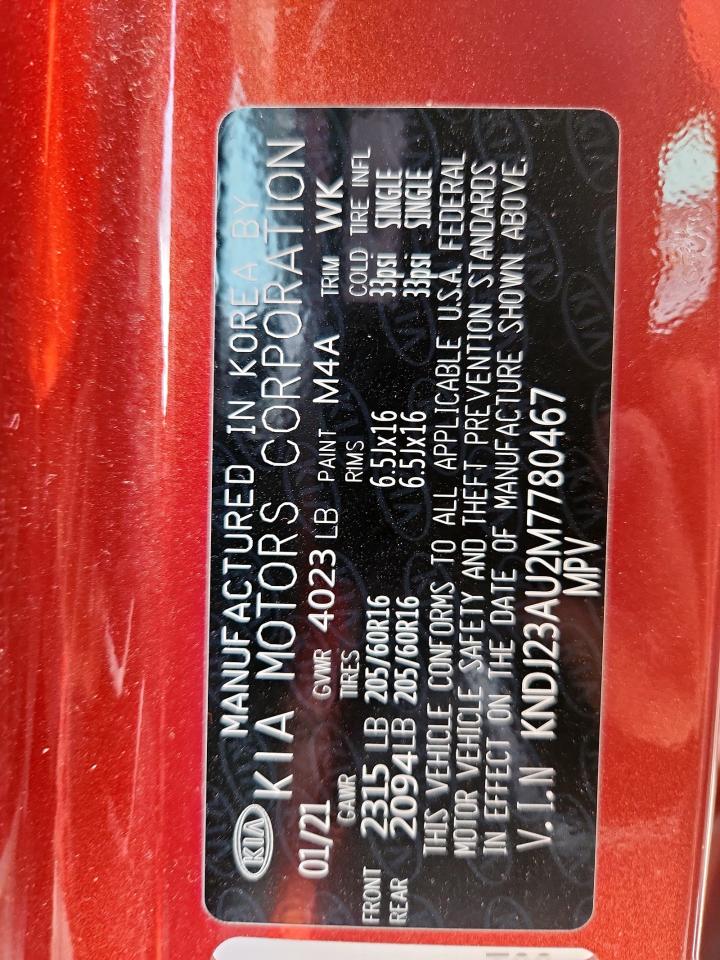 KIA MANUFACTURED IN KOREA BY
KIA MOTORS CORPORATION
01/21 GVWR 4023 LB PAINT M4A TRIM WK
GAWR TIRES RIMS COLD TIRE INFL
FRONT 2315 LB 205/60R16 6.5Jx16 33psi SINGLE
REAR 2094LB 205/60R16 6.5Jx16 33psi SINGLE
THIS VEHICLE CONFORMS TO ALL APPLICABLE U.S.A. FEDERAL
MOTOR VEHICLE SAFETY AND THEFT PREVENTION STANDARDS
IN EFFECT ON THE DATE OF MANUFACTURE SHOWN ABOVE.
V.I.N KNDJ23AU2M7780467
MPV